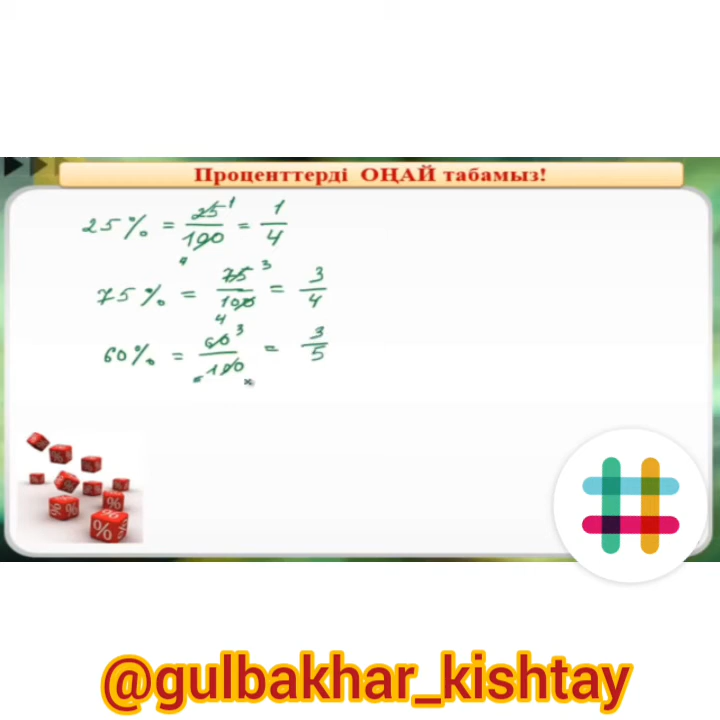 Проценттерді ОҢАЙ табамыз!
25% = 25/100 = 1/4
75% = 75/100 = 3/4
60% = 60/100 = 3/5
@gulbakhar_kishtay